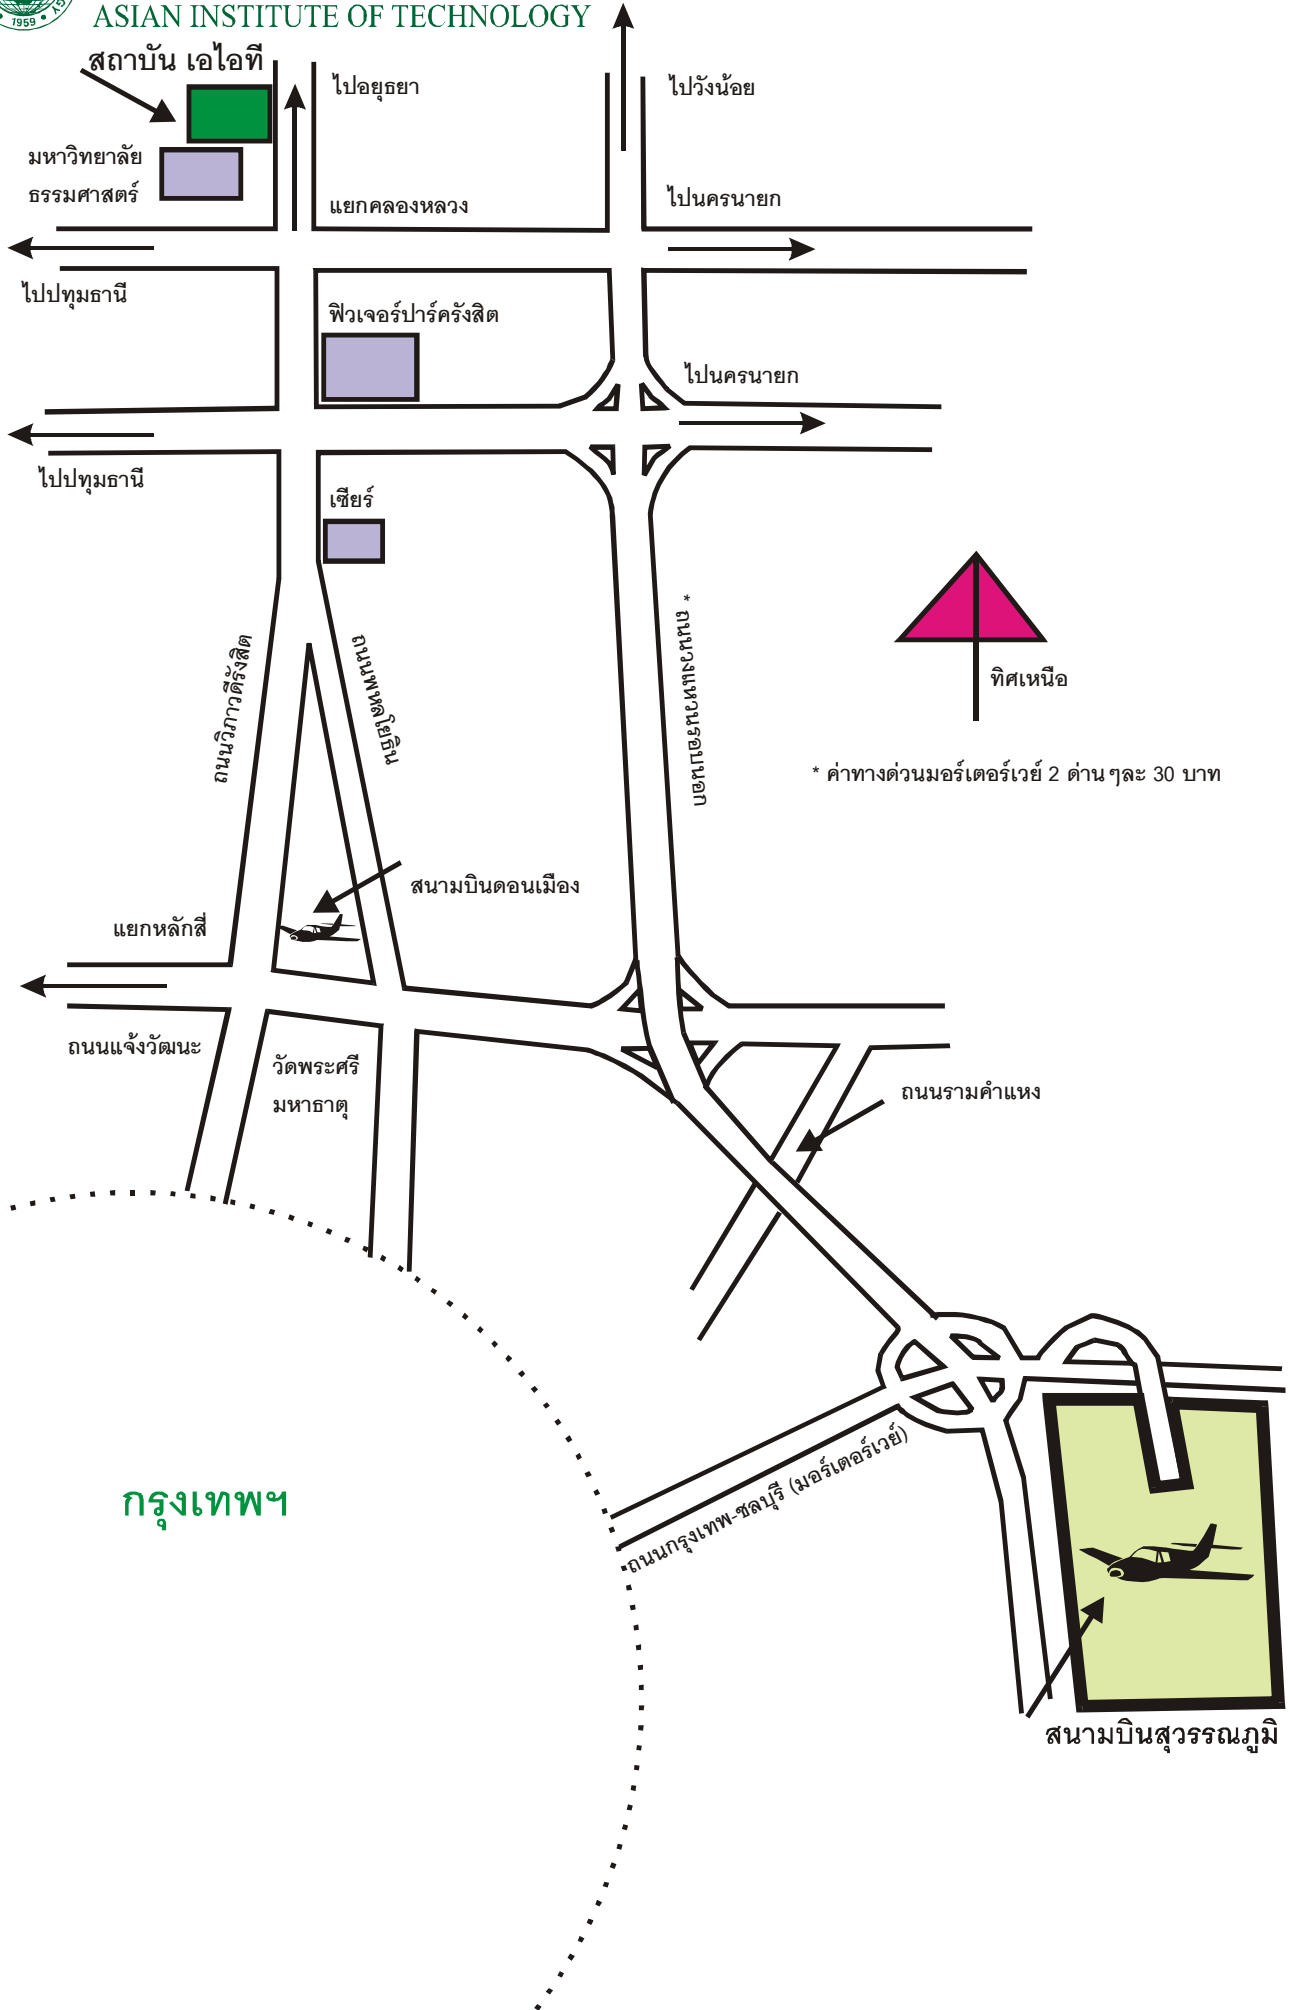 ASIAN INSTITUTE OF TECHNOLOGY
1959
สถาบัน เอไอที
ไปอยุธยา
ไปวังน้อย
มหาวิทยาลัย
ธรรมศาสตร์
แยกคลองหลวง
ไปนครนายก
ไปปทุมธานี
ฟิวเจอร์ปาร์ครังสิต
ไปนครนายก
ไปปทุมธานี
เซียร์
ถนนวิภาวดีรังสิต
ถนนพหลโยธิน
* ถนนวงแหวนรอบนอก
ทิศเหนือ
* ค่าทางด่วนมอร์เตอร์เวย์ 2 ด่าน ๆละ 30 บาท
สนามบินดอนเมือง
แยกหลักสี่
ถนนแจ้งวัฒนะ
วัดพระศรี
มหาธาตุ
ถนนรามคำแหง
กรุงเทพฯ
ถนนกรุงเทพ-ชลบุรี (มอร์เตอร์เวย์)
สนามบินสุวรรณภูมิ